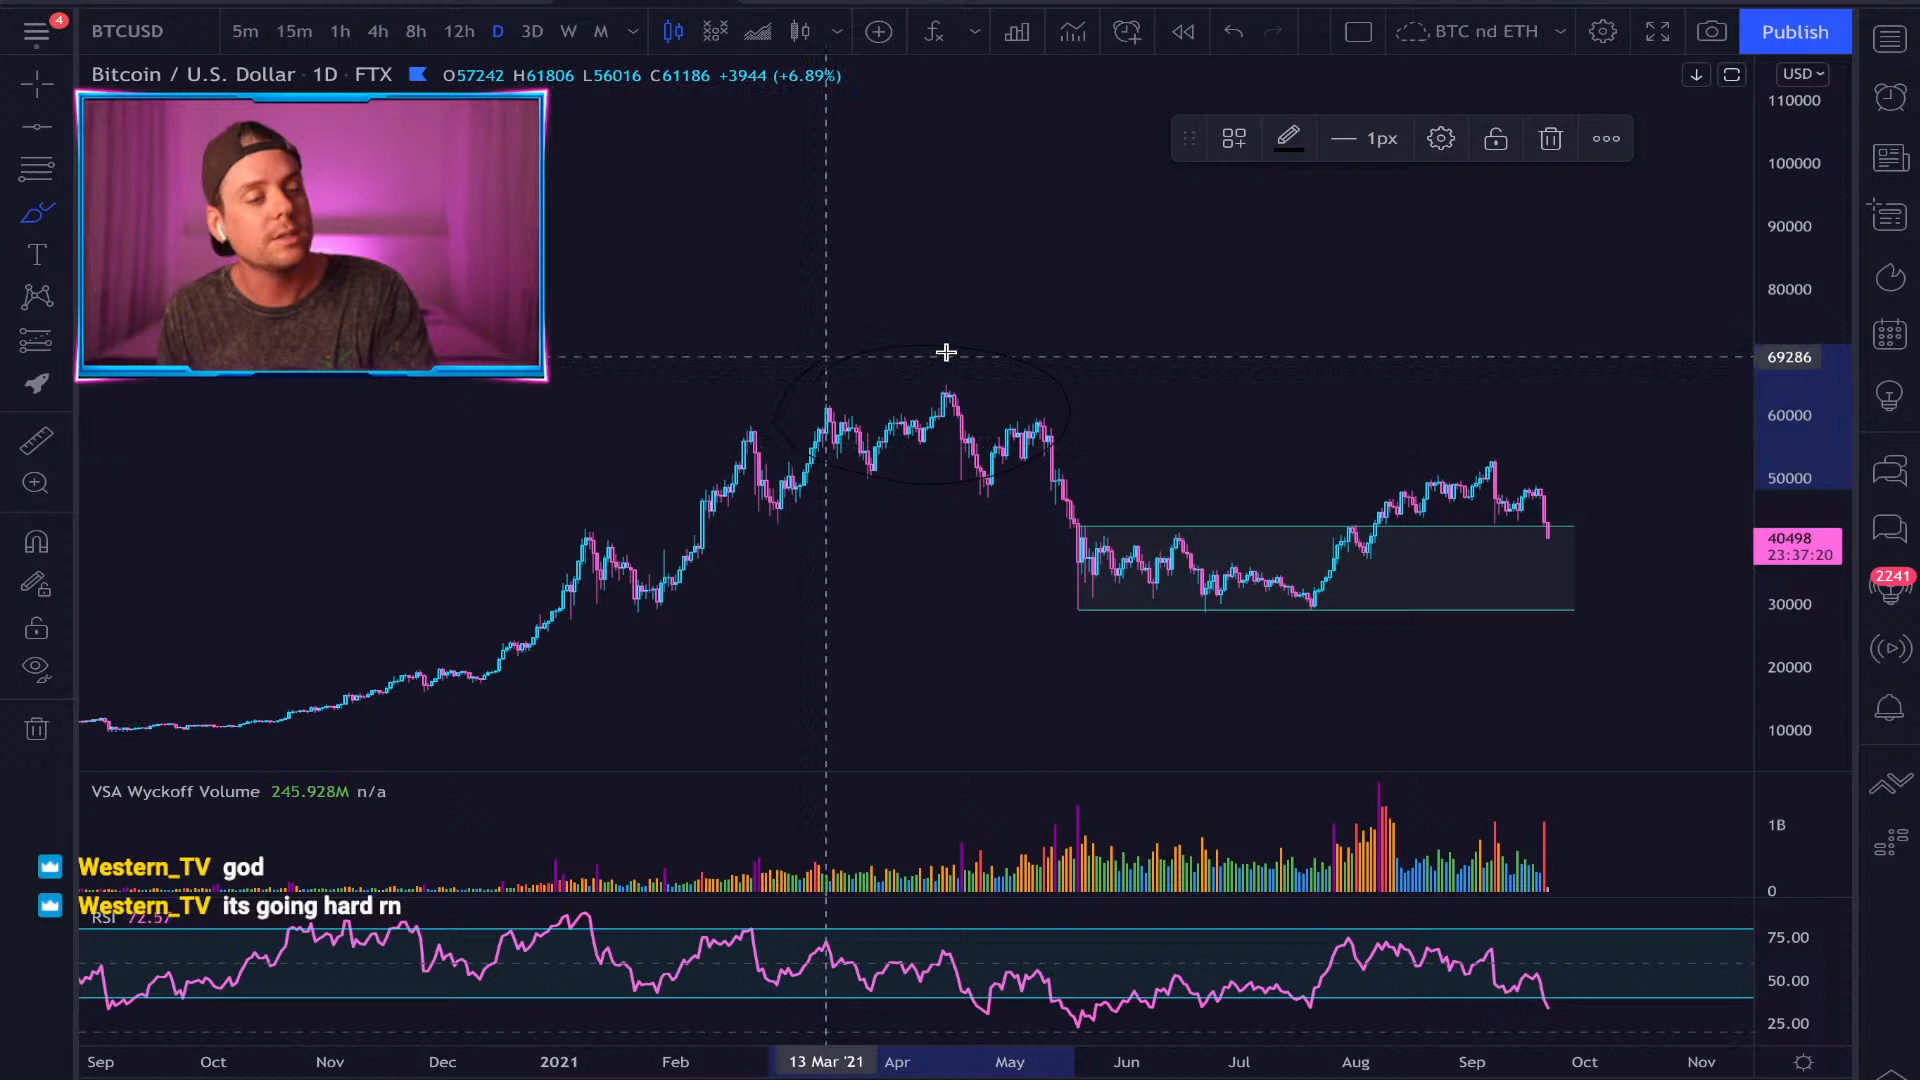 4
BTCUSD 5m 15m 1h 4h 8h 12h D 3D W M BTC nd ETH Publish
Bitcoin / U.S. Dollar · 1D · FTX O57242 H61806 L56016 C61186 +3944 (+6.89%) USD
110000
1px
100000
90000
80000
69286
60000
50000
40498
23:37:20
2241
30000
20000
10000
VSA Wyckoff Volume 245.928M n/a
1B
Western_TV god
0
Western_TV its going hard rn
RSI 72.57
75.00
50.00
25.00
Sep Oct Nov Dec 2021 Feb 13 Mar '21 Apr May Jun Jul Aug Sep Oct Nov